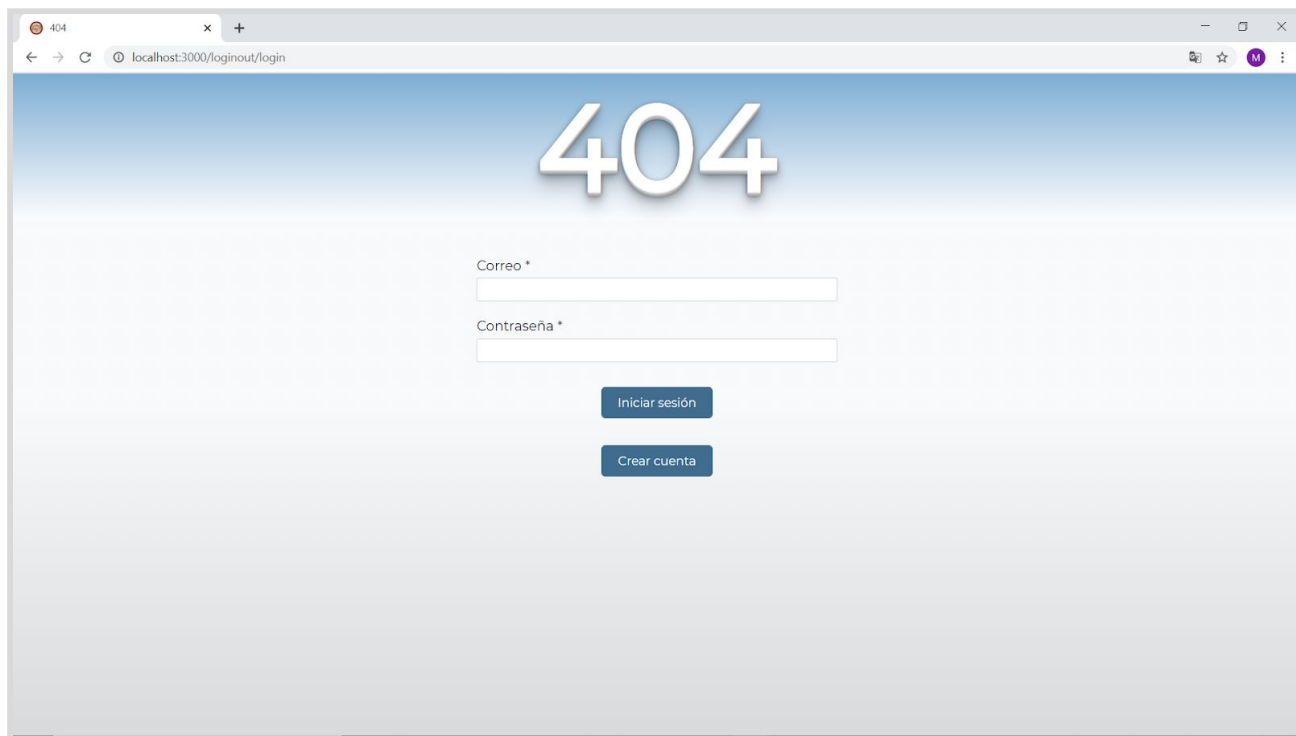 404
localhost:3000/loginout/login
M
404
Correo *
Contraseña *
Iniciar sesión
Crear cuenta